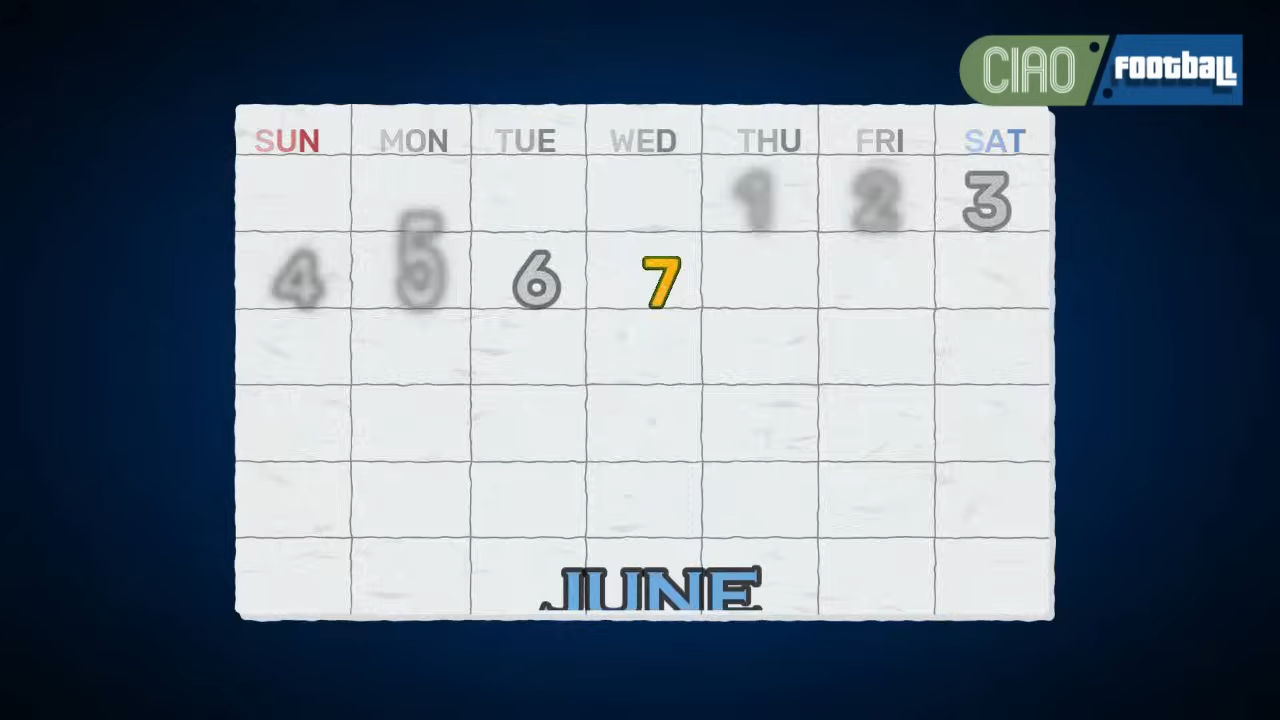 CIAO FOOTBALL
SUN MON TUE WED THU FRI SAT
1 2 3
4 5 6 7
JUNE